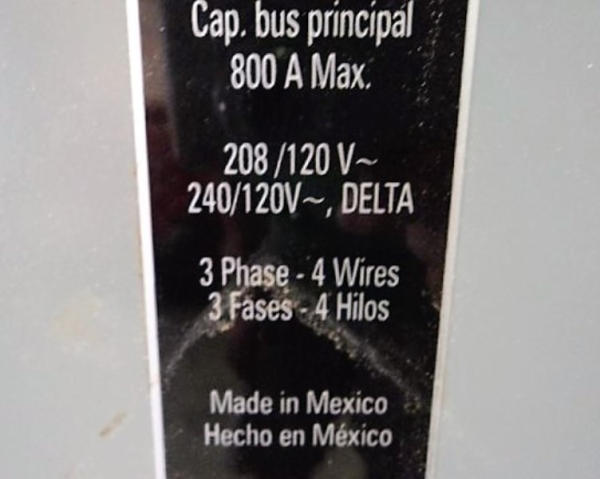 Cap. bus principal
800 A Max.
208 /120 V~
240/120V~, DELTA
3 Phase - 4 Wires
3 Fases - 4 Hilos
Made in Mexico
Hecho en México